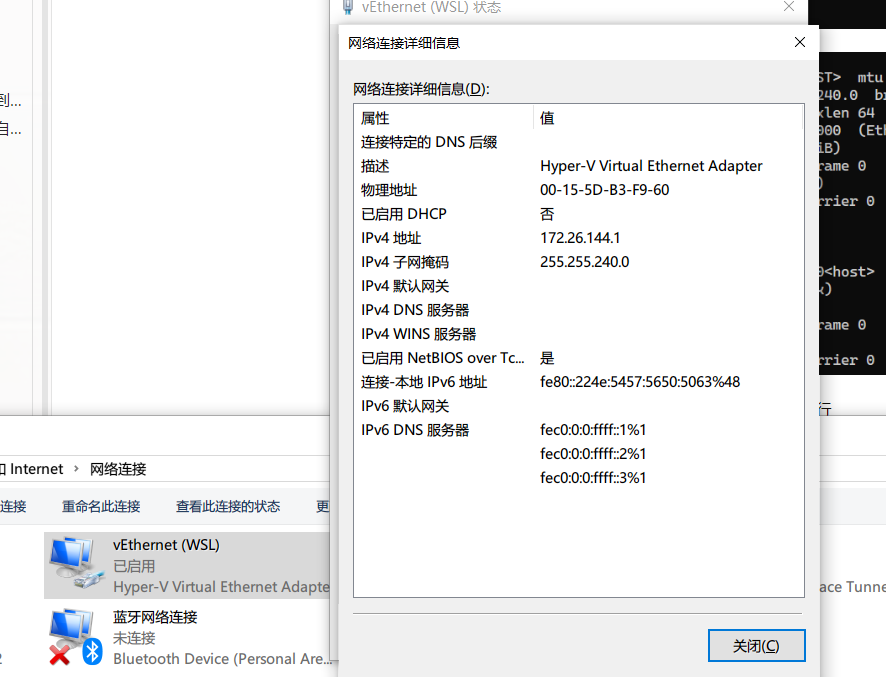 vEthernet (WSL) 状态
网络连接详细信息
网络连接详细信息(D):
属性 值
连接特定的 DNS 后缀
描述 Hyper-V Virtual Ethernet Adapter
物理地址 00-15-5D-B3-F9-60
已启用 DHCP 否
IPv4 地址 172.26.144.1
IPv4 子网掩码 255.255.240.0
IPv4 默认网关
IPv4 DNS 服务器
IPv4 WINS 服务器
已启用 NetBIOS over Tc... 是
连接-本地 IPv6 地址 fe80::224e:5457:5650:5063%48
IPv6 默认网关
IPv6 DNS 服务器 fec0:0:0:ffff::1%1
fec0:0:0:ffff::2%1
fec0:0:0:ffff::3%1
关闭(C)
到...
自...
ST> mtu
240.0 br
xlen 64
000 (Eth
iB)
rame 0
)
rrier 0
0<host>
k)
rame 0
rrier 0
行
Internet › 网络连接
连接 重命名此连接 查看此连接的状态 更
vEthernet (WSL)
已启用
Hyper-V Virtual Ethernet Adapte
ace Tunne
蓝牙网络连接
未连接
Bluetooth Device (Personal Are...